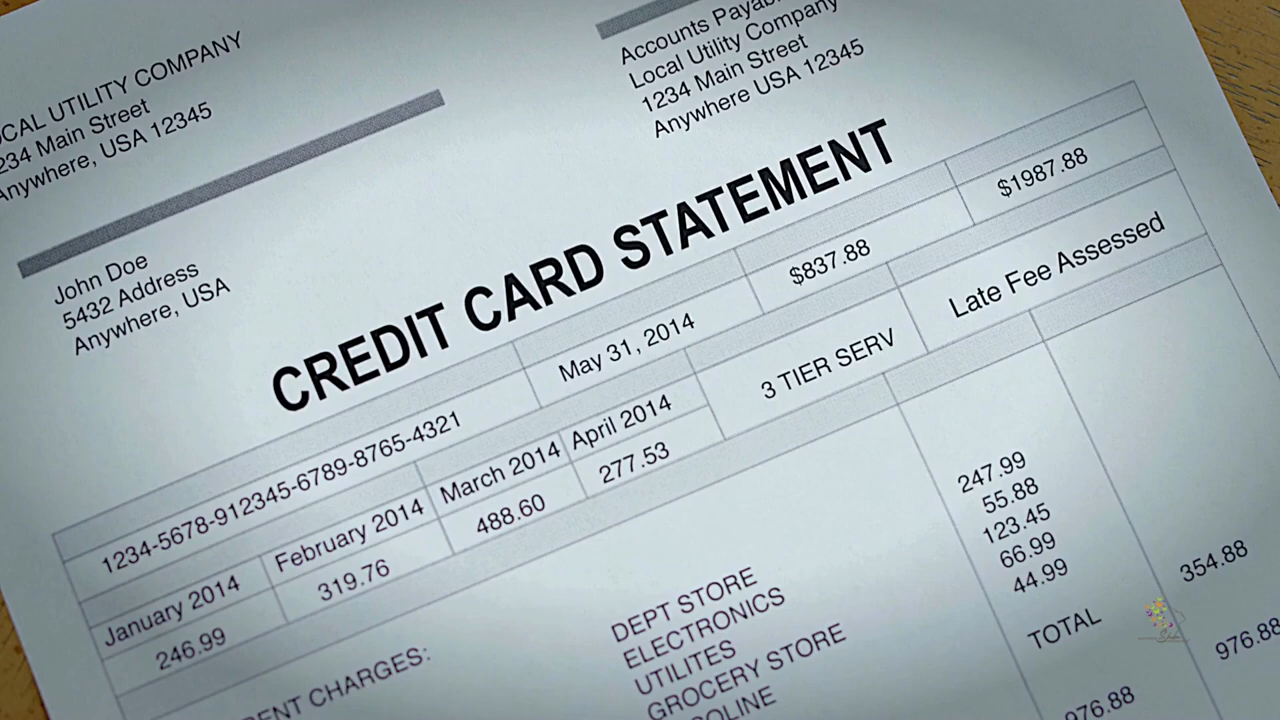 OCAL UTILITY COMPANY
234 Main Street
Anywhere, USA 12345
Accounts Payab
Local Utility Company
1234 Main Street
Anywhere USA 12345
John Doe
5432 Address
Anywhere, USA
CREDIT CARD STATEMENT
1234-5678-912345-6789-8765-4321 May 31, 2014 $837.88 $1987.88
January 2014 February 2014 March 2014 April 2014 3 TIER SERV Late Fee Assessed
246.99 319.76 488.60 277.53
ENT CHARGES:
DEPT STORE 247.99
ELECTRONICS 55.88
UTILITES 123.45
GROCERY STORE 66.99
OLINE 44.99
354.88
TOTAL
976.88
976.88